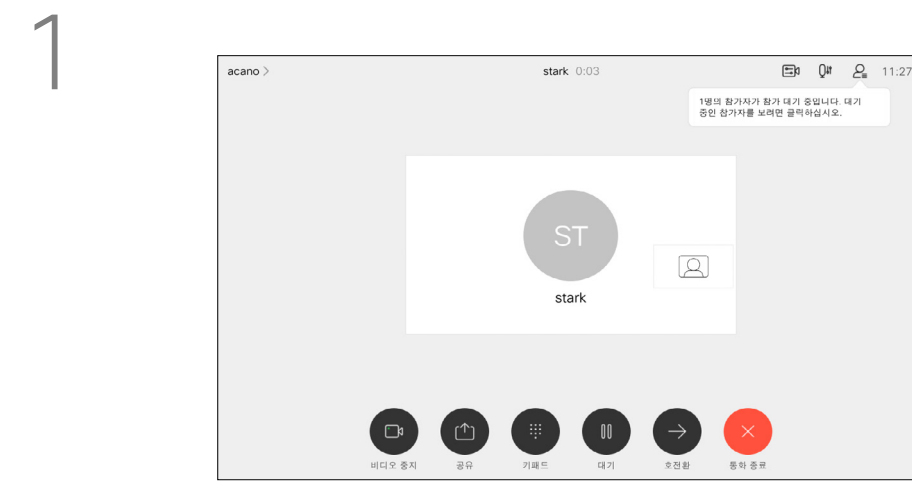 1
acano >
stark 0:03
11:27
1명의 참가자가 참가 대기 중입니다. 대기
중인 참가자를 보려면 클릭하십시오.
ST
stark
비디오 중지
공유
키패드
대기
호전환
통화 종료